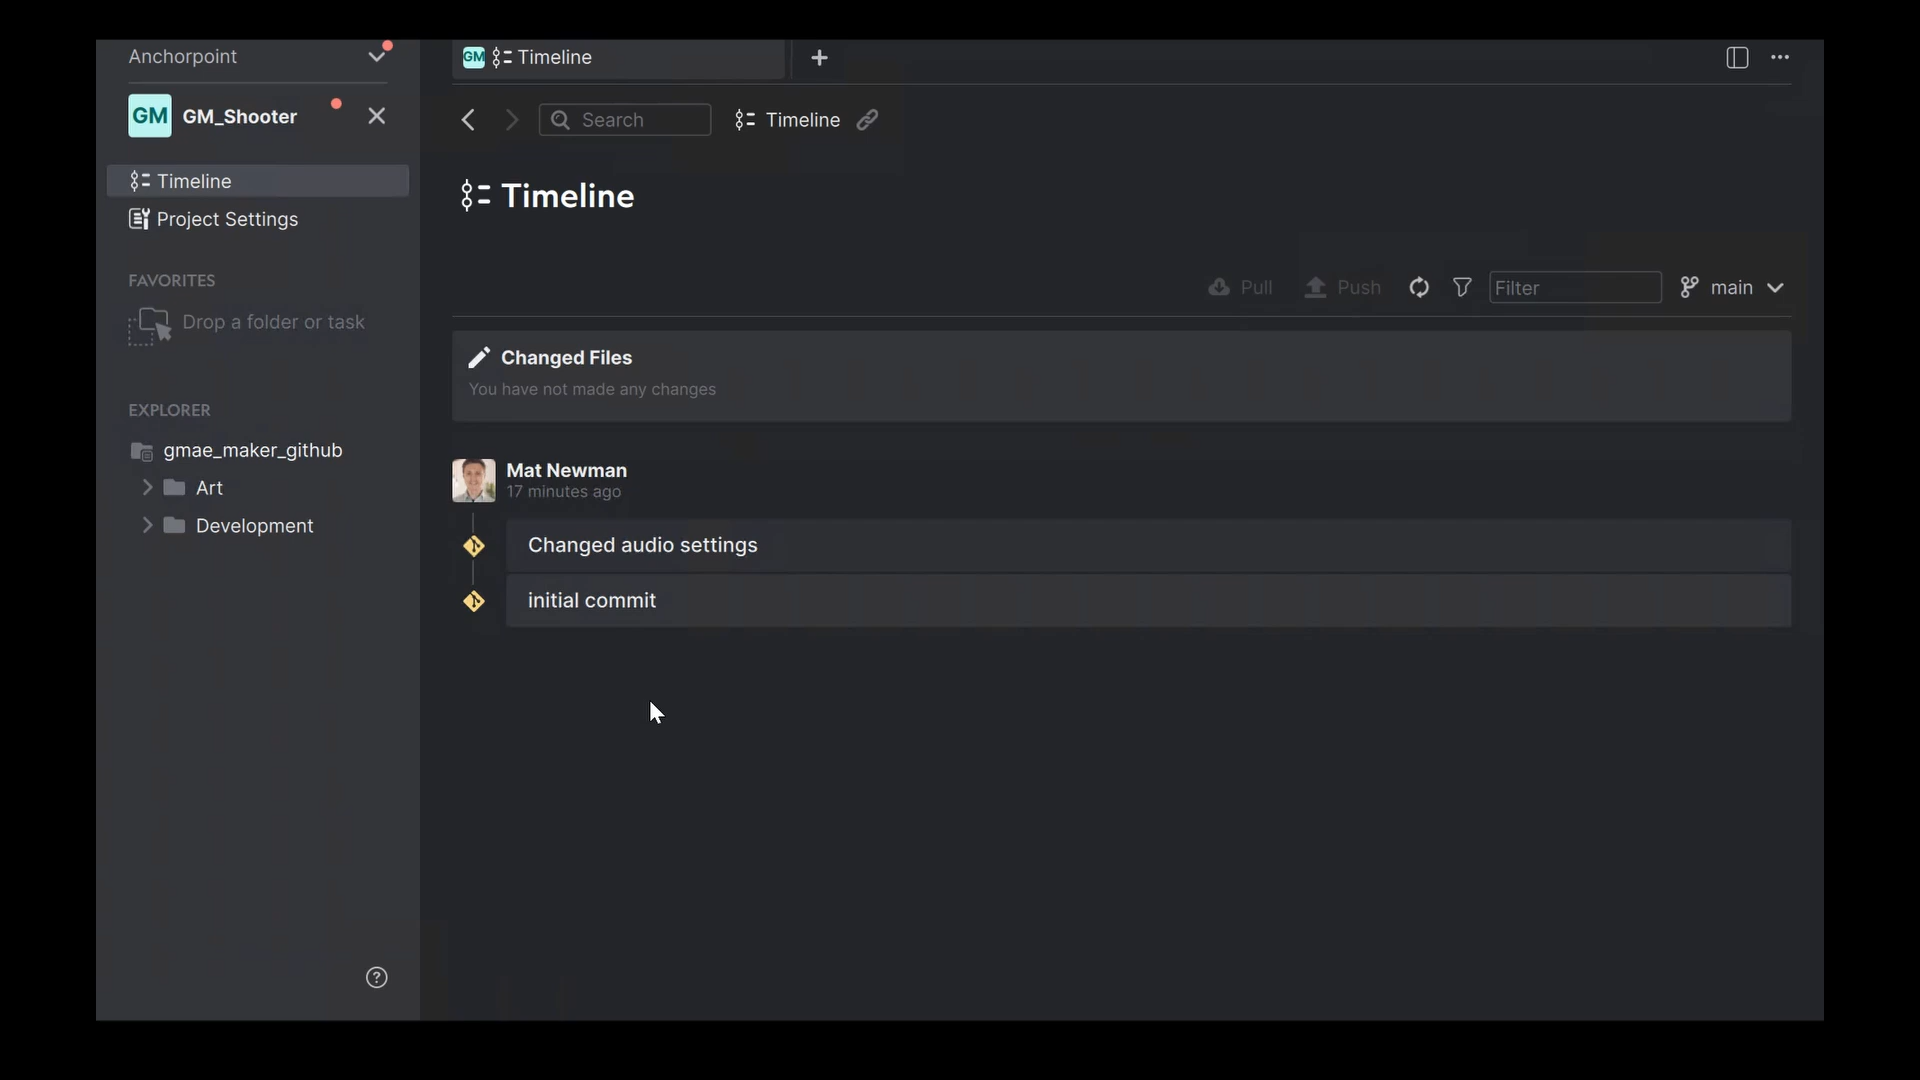 Anchorpoint
GM Timeline
GM GM_Shooter
Search
Timeline
Timeline
Project Settings
Timeline
FAVORITES
Drop a folder or task
Pull
Push
Filter
main
Changed Files
You have not made any changes
EXPLORER
gmae_maker_github
Art
Development
Mat Newman
17 minutes ago
Changed audio settings
initial commit